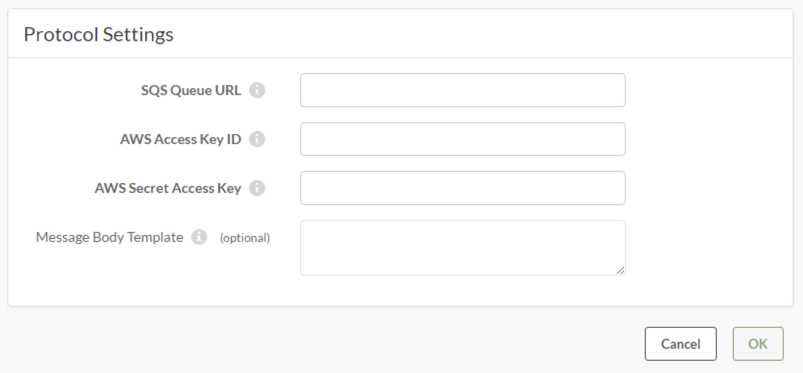 Protocol Settings
SQS Queue URL
AWS Access Key ID
AWS Secret Access Key
Message Body Template (optional)
Cancel OK